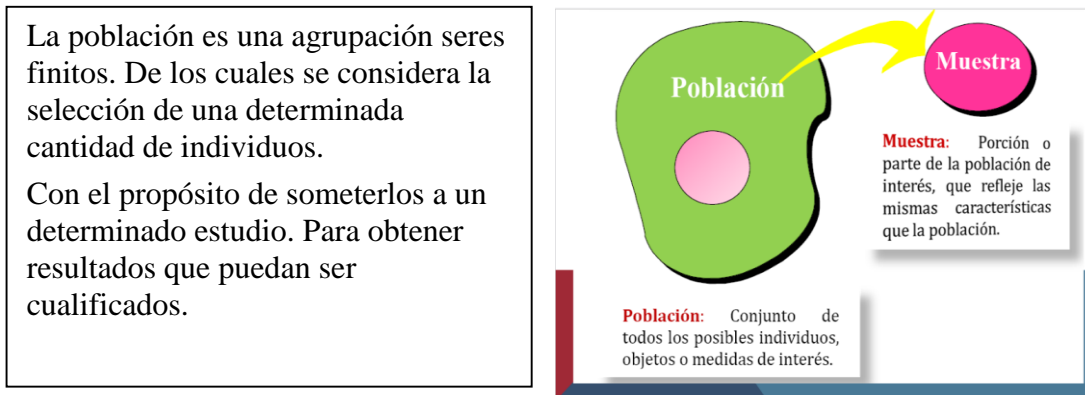 La población es una agrupación seres
finitos. De los cuales se considera la
selección de una determinada
cantidad de individuos.
Con el propósito de someterlos a un
determinado estudio. Para obtener
resultados que puedan ser
cualificados.
Población
Muestra
Muestra: Porción o
parte de la población de
interés, que refleje las
mismas características
que la población.
Población: Conjunto de
todos los posibles individuos,
objetos o medidas de interés.